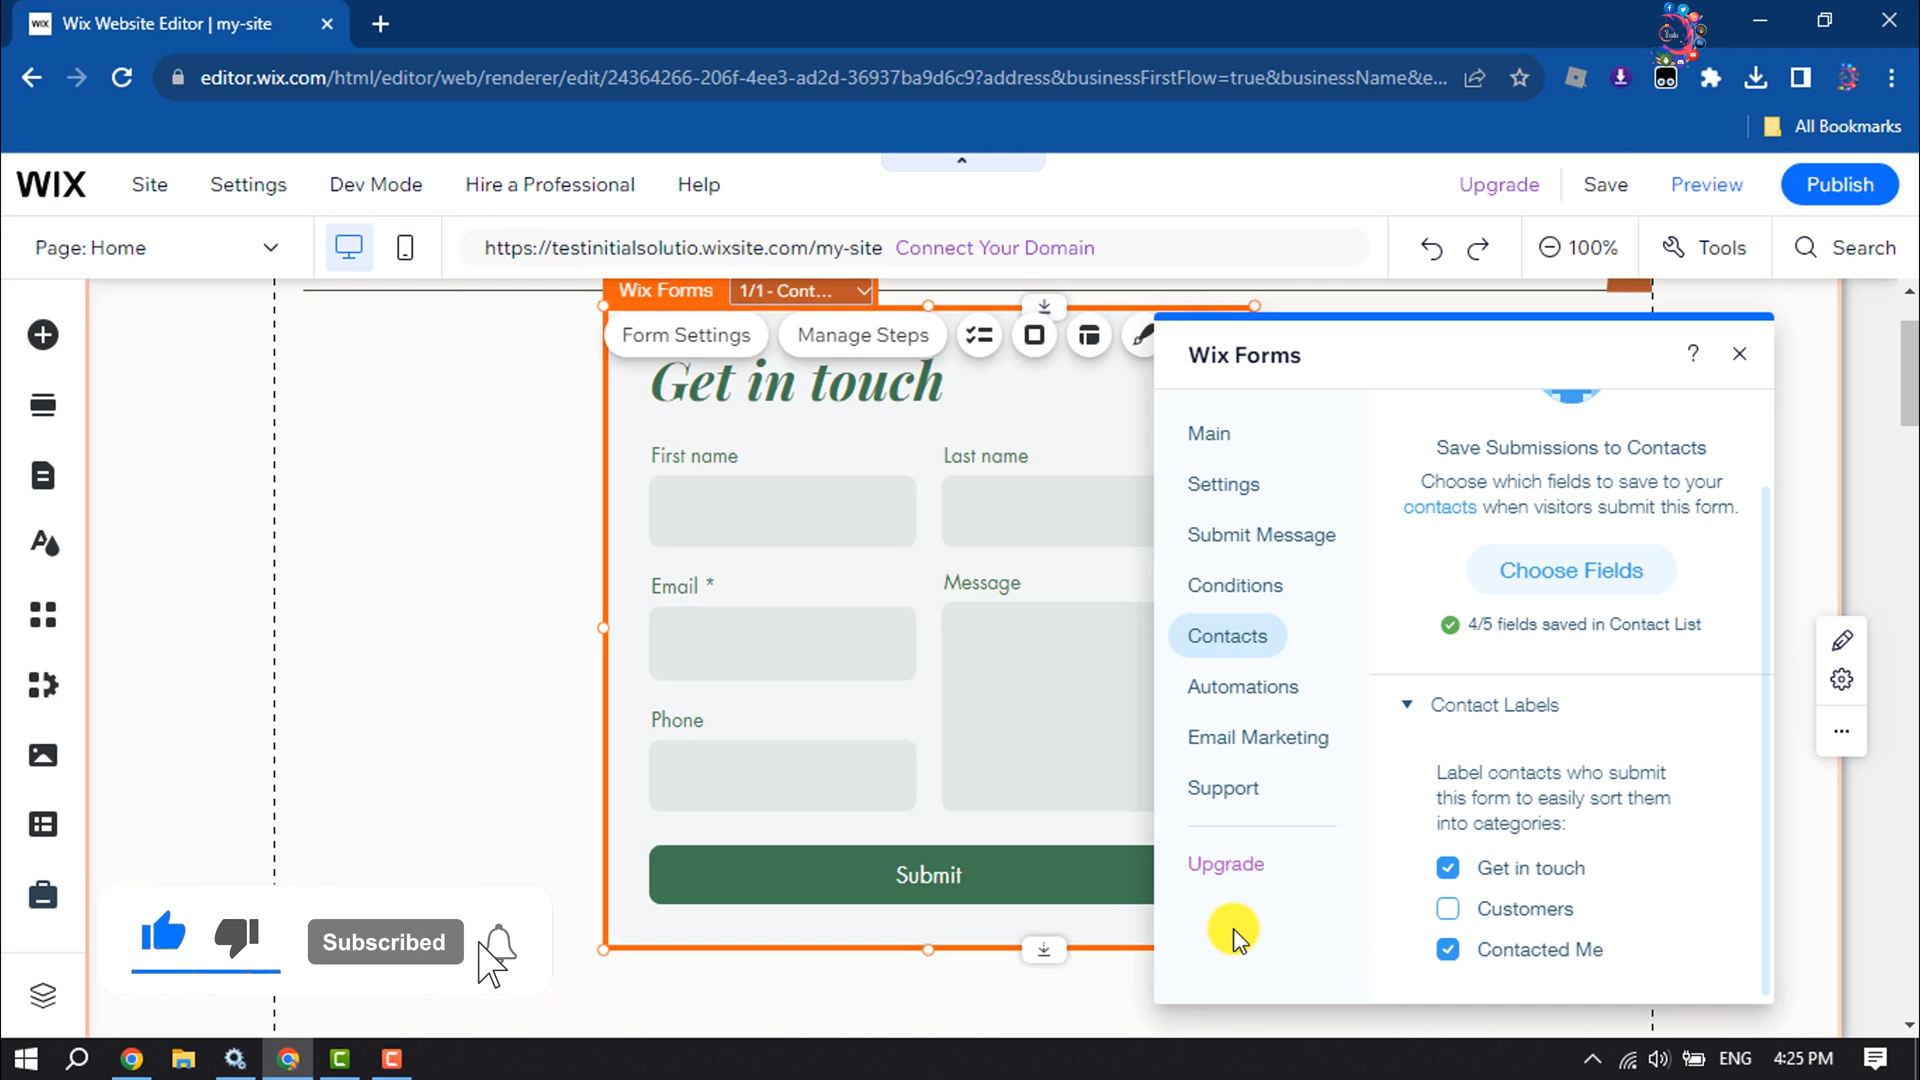 WIX Wix Website Editor | my-site
editor.wix.com/html/editor/web/renderer/edit/24364266-206f-4ee3-ad2d-36937ba9d6c9?address&businessFirstFlow=true&businessName&e...
All Bookmarks
WIX Site Settings Dev Mode Hire a Professional Help Upgrade Save Preview Publish
Page: Home https://testinitialsolutio.wixsite.com/my-site Connect Your Domain 100% Tools Search
Wix Forms 1/1 - Cont...
Form Settings Manage Steps
Get in touch
First name Last name
Email * Message
Phone
Submit
Wix Forms ?
Main
Settings
Submit Message
Conditions
Contacts
Automations
Email Marketing
Support
Upgrade
Save Submissions to Contacts
Choose which fields to save to your
contacts when visitors submit this form.
Choose Fields
4/5 fields saved in Contact List
Contact Labels
Label contacts who submit
this form to easily sort them
into categories:
Get in touch
Customers
Contacted Me
Subscribed
ENG 4:25 PM